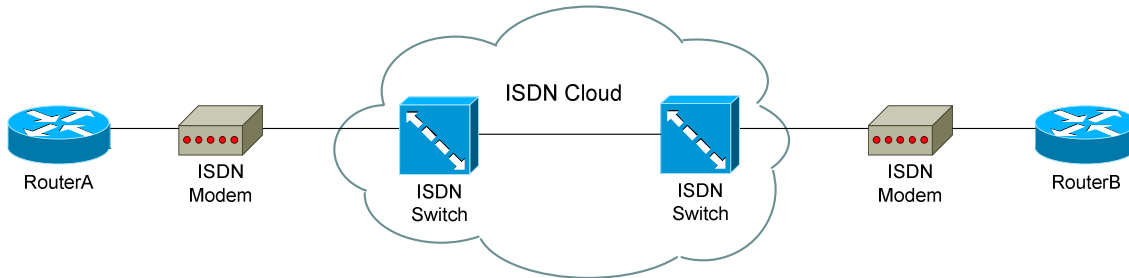 ISDN Cloud
RouterA
ISDN
Modem
ISDN
Switch
ISDN
Switch
ISDN
Modem
RouterB